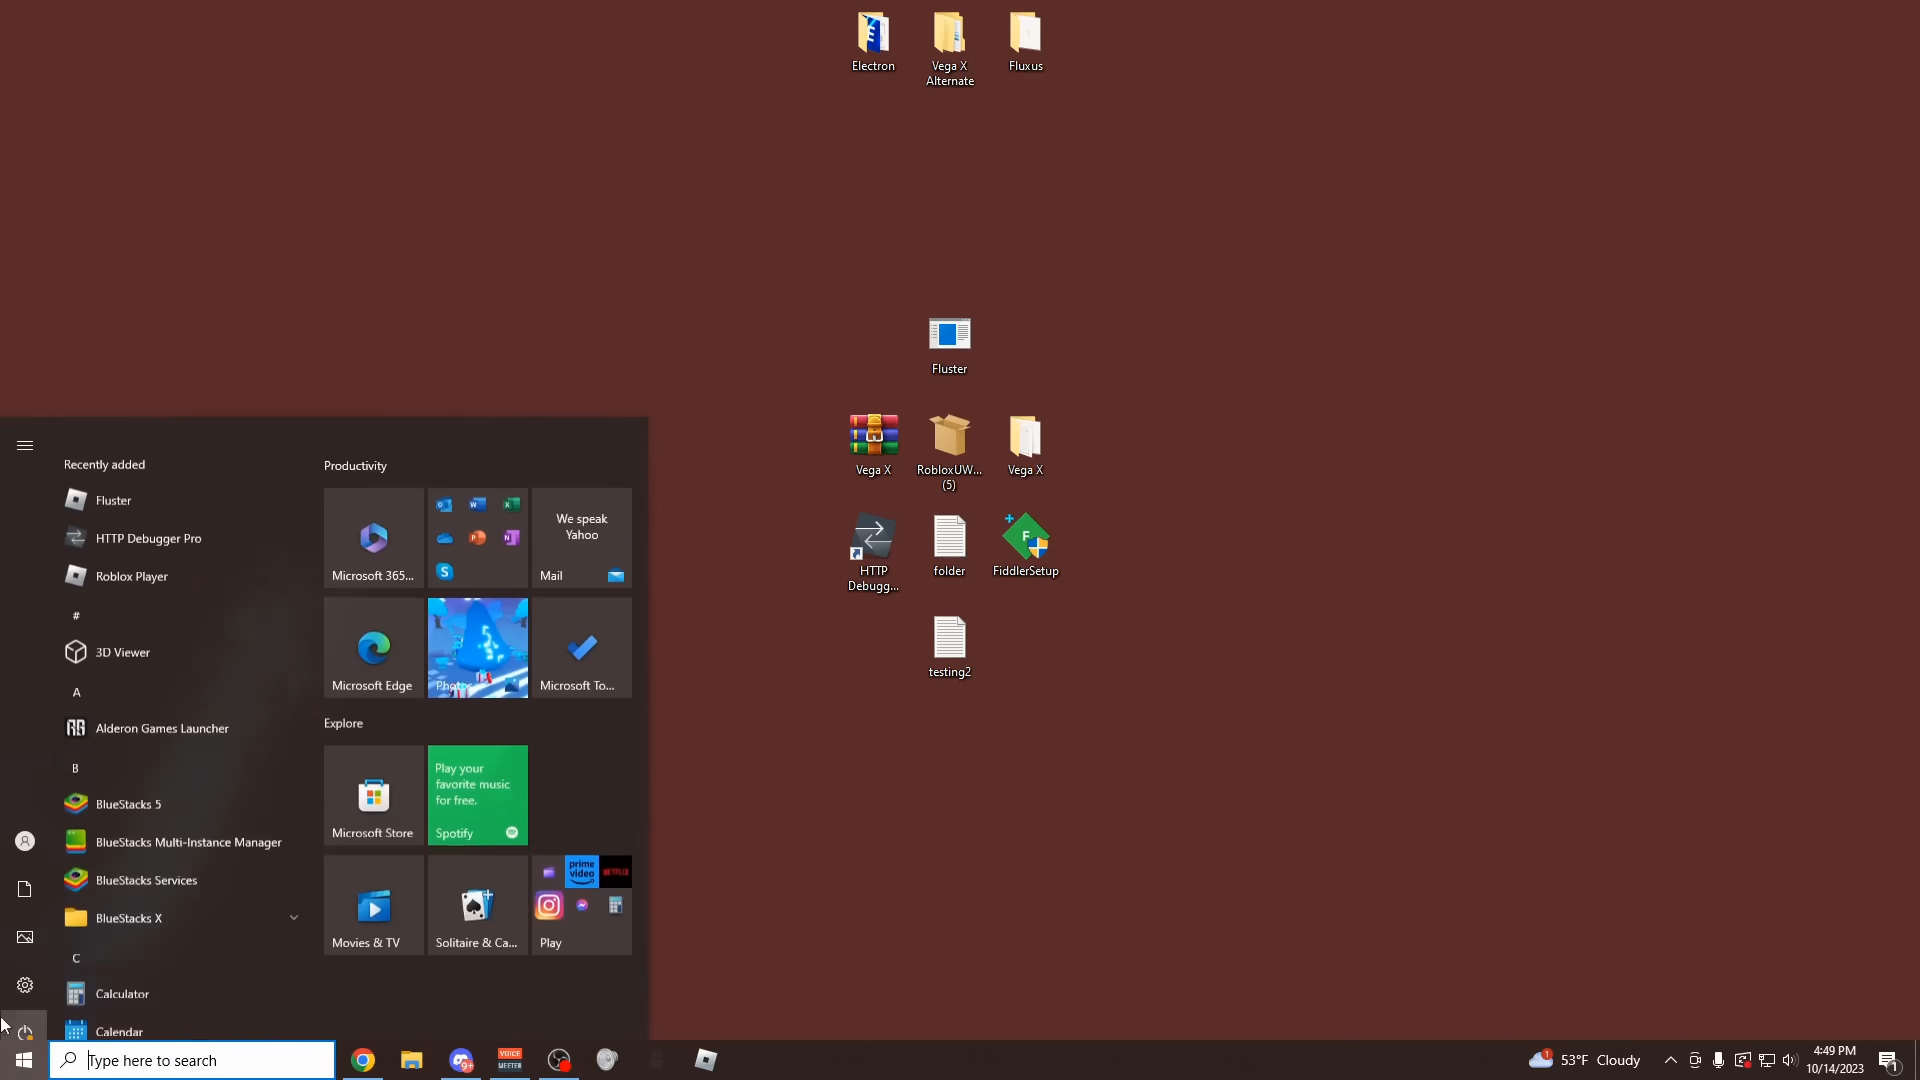 Electron
Vega X
Alternate
Fluxus
Fluster
Vega X
RobloxUW...
(5)
Vega X
HTTP
Debugg...
folder
FiddlerSetup
testing2
Recently added
Fluster
HTTP Debugger Pro
Roblox Player
#
3D Viewer
A
Alderon Games Launcher
B
BlueStacks 5
BlueStacks Multi-Instance Manager
BlueStacks Services
BlueStacks X
C
Calculator
Calendar
Productivity
Microsoft 365...
We speak
Yahoo
Mail
Microsoft Edge
Photos
Microsoft To...
Explore
Microsoft Store
Play your
favorite music
for free.
Spotify
Movies & TV
Solitaire & Ca...
prime
video
NETFLIX
Play
Type here to search
9+
VOICE
MEETER
1
53°F Cloudy
4:49 PM
10/14/2023
1